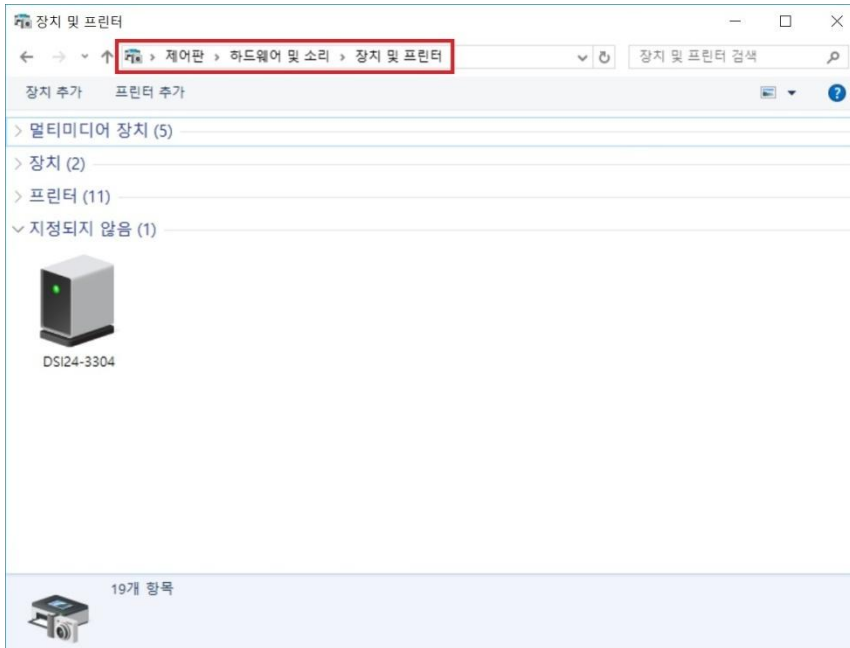 장치 및 프린터
제어판 › 하드웨어 및 소리 › 장치 및 프린터 장치 및 프린터 검색
장치 추가 프린터 추가
멀티미디어 장치 (5)
장치 (2)
프린터 (11)
지정되지 않음 (1)
DSI24-3304
19개 항목